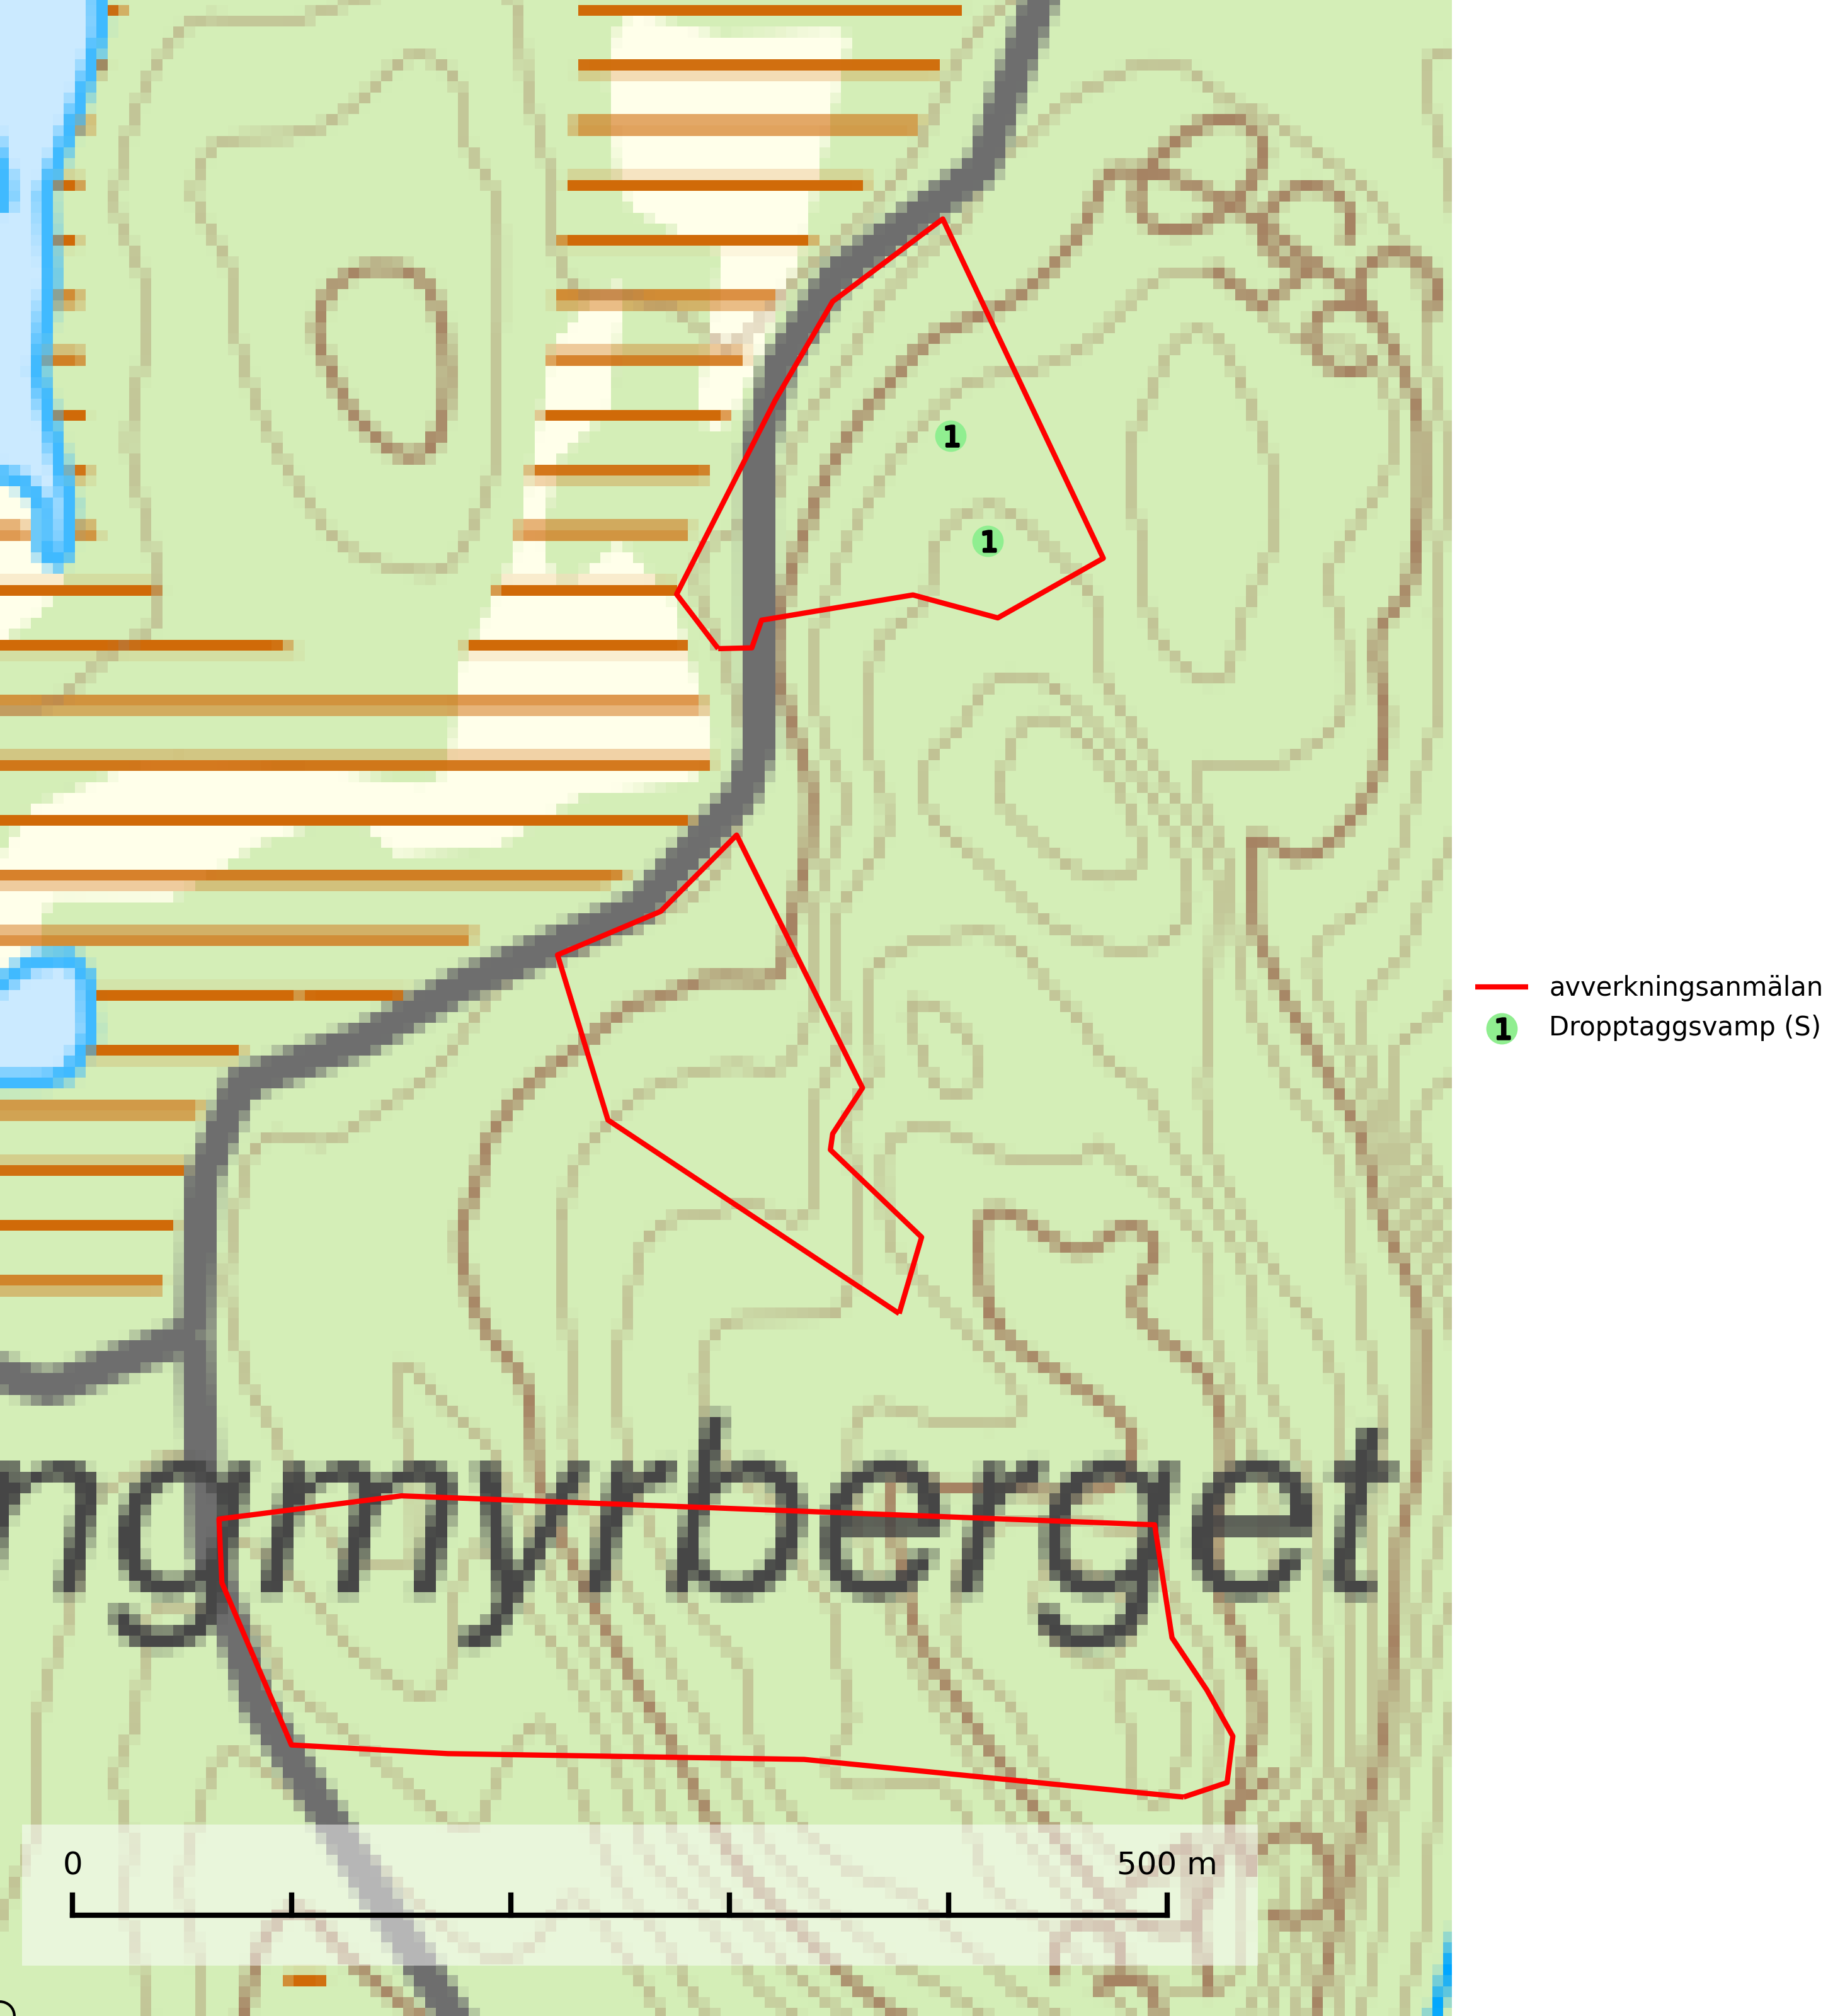 1
1
avverkningsanmälan
1 Dropptaggsvamp (S)
ngmyrberget
0 500 m